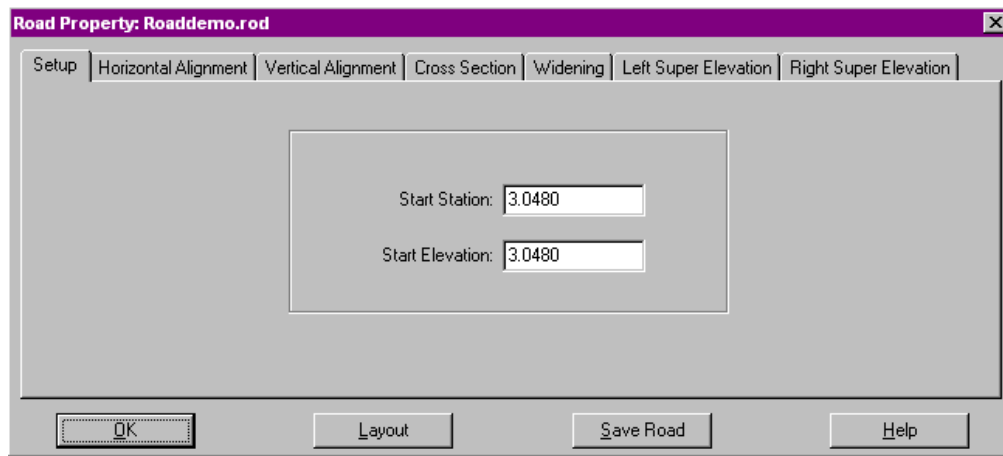 Road Property: Roaddemo.rod
Setup Horizontal Alignment Vertical Alignment Cross Section Widening Left Super Elevation Right Super Elevation
Start Station: 3.0480
Start Elevation: 3.0480
OK Layout Save Road Help